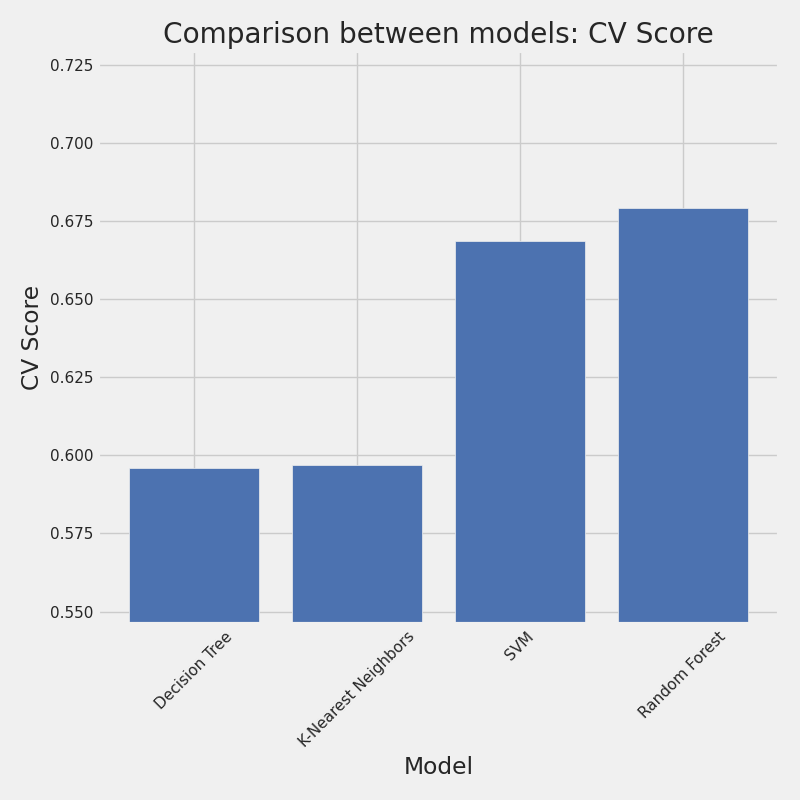 Comparison between models: CV Score
0.725
0.700
0.675
0.650
0.625
0.600
0.575
0.550
CV Score
Decision Tree
K-Nearest Neighbors
SVM
Random Forest
Model